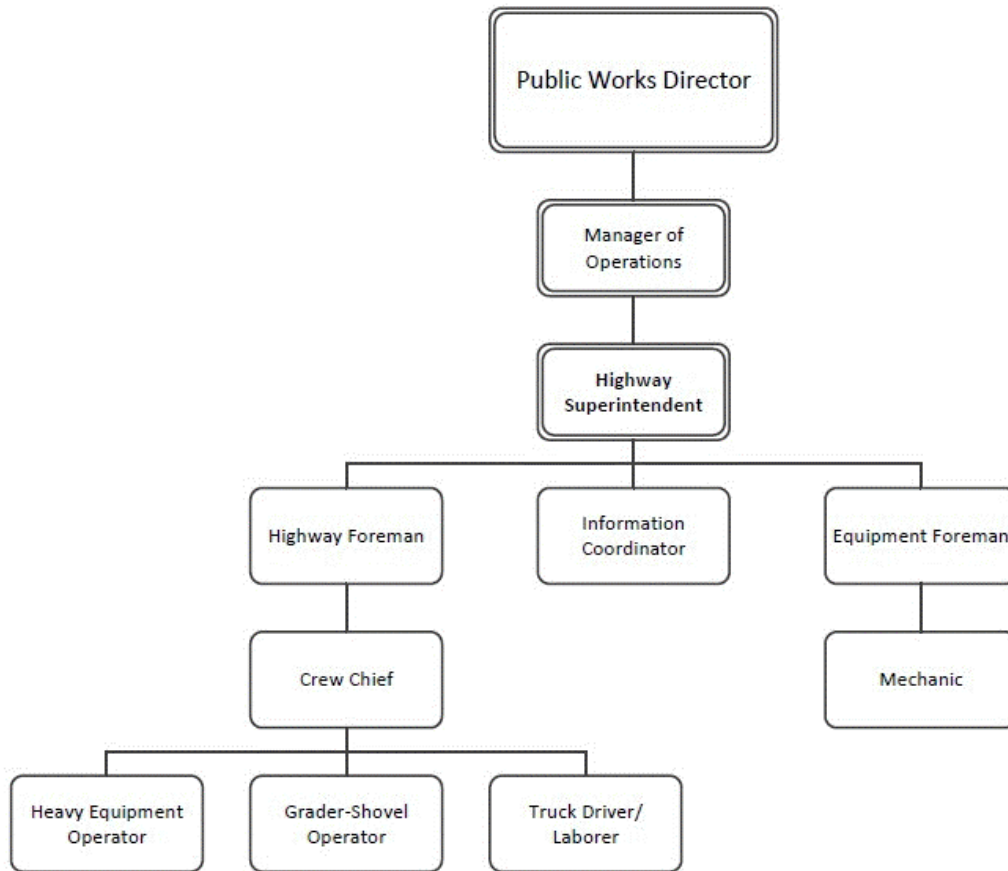 Public Works Director
Manager of
Operations
Highway
Superintendent
Highway Foreman
Information
Coordinator
Equipment Foreman
Crew Chief
Mechanic
Heavy Equipment
Operator
Grader-Shovel
Operator
Truck Driver/
Laborer